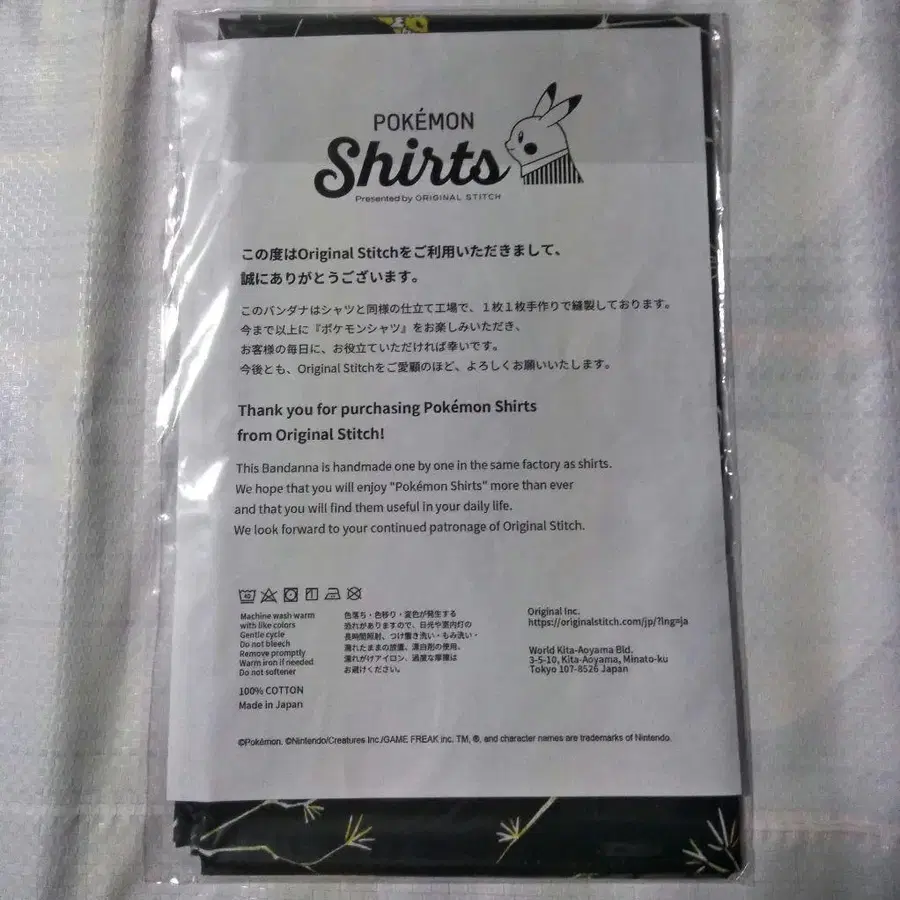 POKÉMON
Shirts
Presented by ORIGINAL STITCH
この度はOriginal Stitchをご利用いただきまして、
誠にありがとうございます。
このバンダナはシャツと同様の仕立て工場で、1枚1枚手作りで縫製しております。
今まで以上に『ポケモンシャツ』をお楽しみいただき、
お客様の毎日に、お役立ていただければ幸いです。
今後とも、Original Stitchをご愛顧のほど、よろしくお願いいたします。
Thank you for purchasing Pokémon Shirts
from Original Stitch!
This Bandanna is handmade one by one in the same factory as shirts.
We hope that you will enjoy "Pokémon Shirts" more than ever
and that you will find them useful in your daily life.
We look forward to your continued patronage of Original Stitch.
40
Machine wash warm
with like colors
Gentle cycle
Do not bleech
Remove promptly
Warm iron if needed
Do not softener
100% COTTON
Made in Japan
色落ち・色移り・変色が発生する
恐れがありますので、日光や室内灯の
長時間照射、つけ置き洗い・もみ洗い・
濡れたままの放置、漂白剤の使用、
濡れがけアイロン、過度な摩擦は
お避けください。
Original Inc.
https://originalstitch.com/jp/?lng=ja
World Kita-Aoyama Bld.
3-5-10, Kita-Aoyama, Minato-ku
Tokyo 107-8526 Japan
©Pokémon. ©Nintendo/Creatures Inc./GAME FREAK inc. TM, ®, and character names are trademarks of Nintendo.